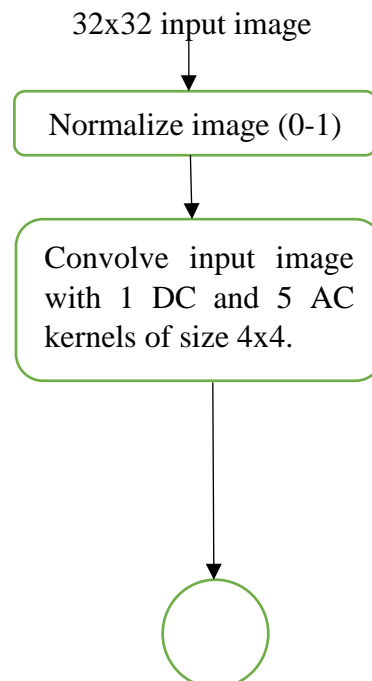 32x32 input image
Normalize image (0-1)
Convolve input image
with 1 DC and 5 AC
kernels of size 4x4.